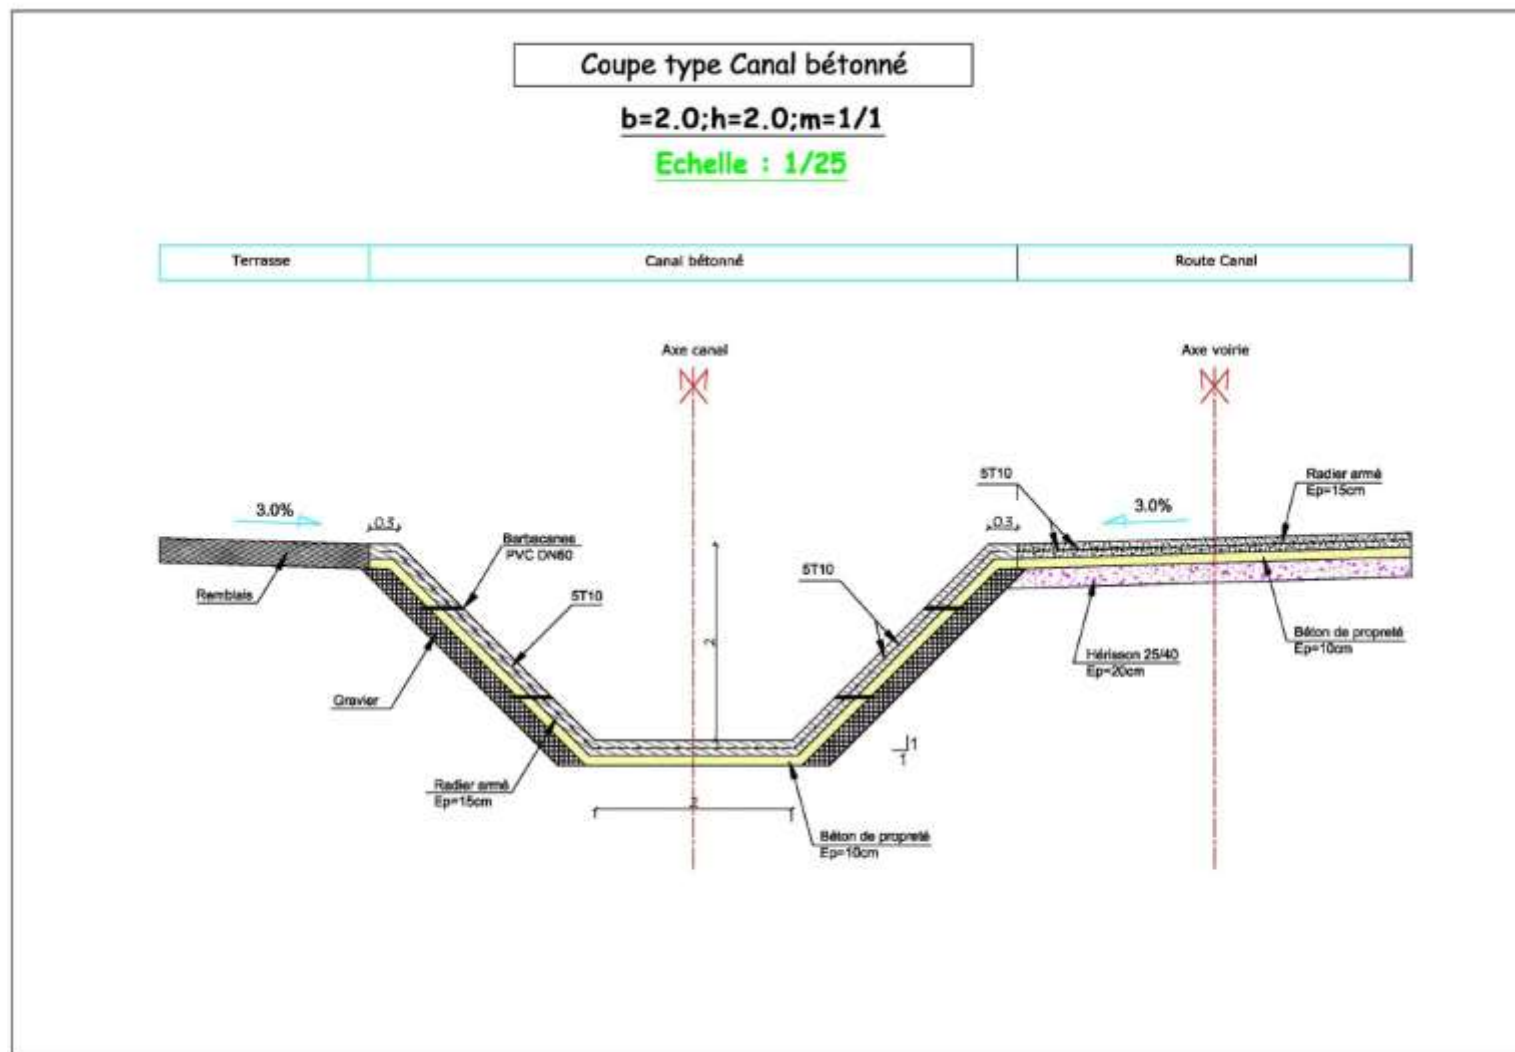 Coupe type Canal bétonné
b=2.0;h=2.0;m=1/1
Echelle : 1/25
Terrasse
Canal bétonné
Route Canal
Axe canal
Axe voirie
3.0%
0.3
Barbacanes
PVC DN60
5T10
Remblais
Gravier
Radier armé
Ep=15cm
2
2
5T10
5T10
0.3
3.0%
Radier armé
Ep=15cm
Béton de propreté
Ep=10cm
Hérisson 25/40
Ep=20cm
1
1
Béton de propreté
Ep=10cm